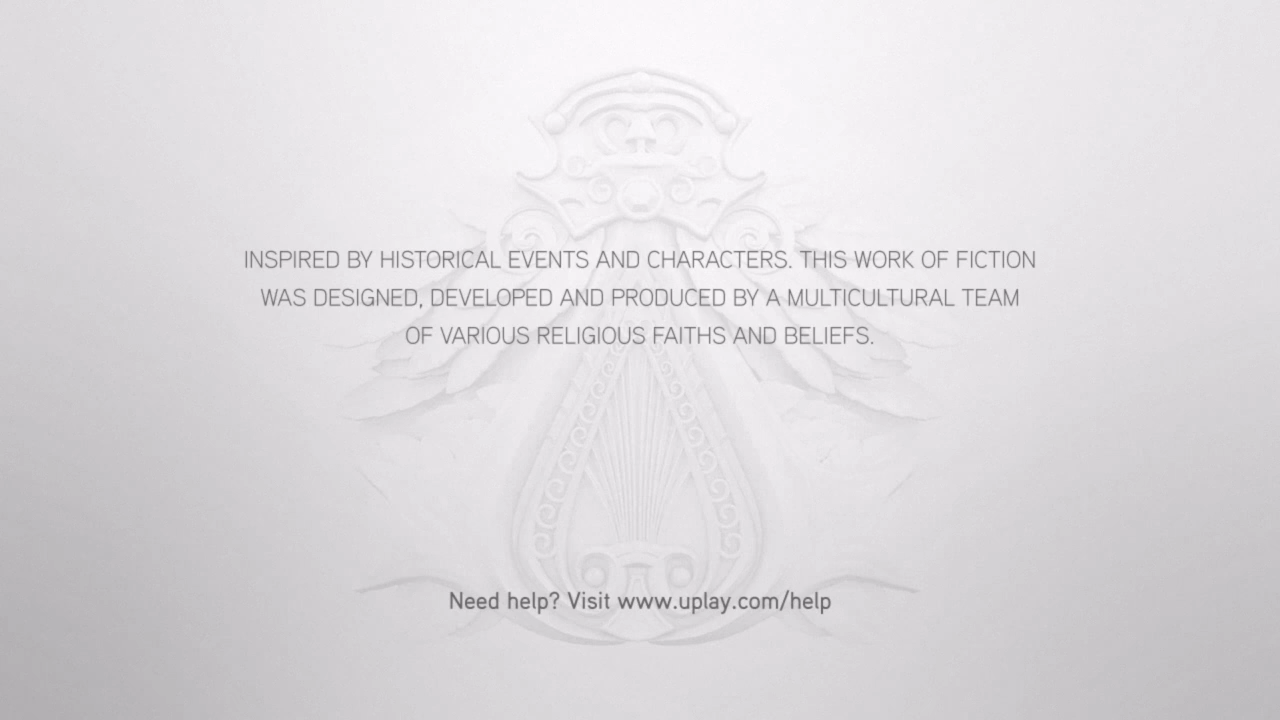 INSPIRED BY HISTORICAL EVENTS AND CHARACTERS. THIS WORK OF FICTION
WAS DESIGNED, DEVELOPED AND PRODUCED BY A MULTICULTURAL TEAM
OF VARIOUS RELIGIOUS FAITHS AND BELIEFS.
Need help? Visit www.uplay.com/help